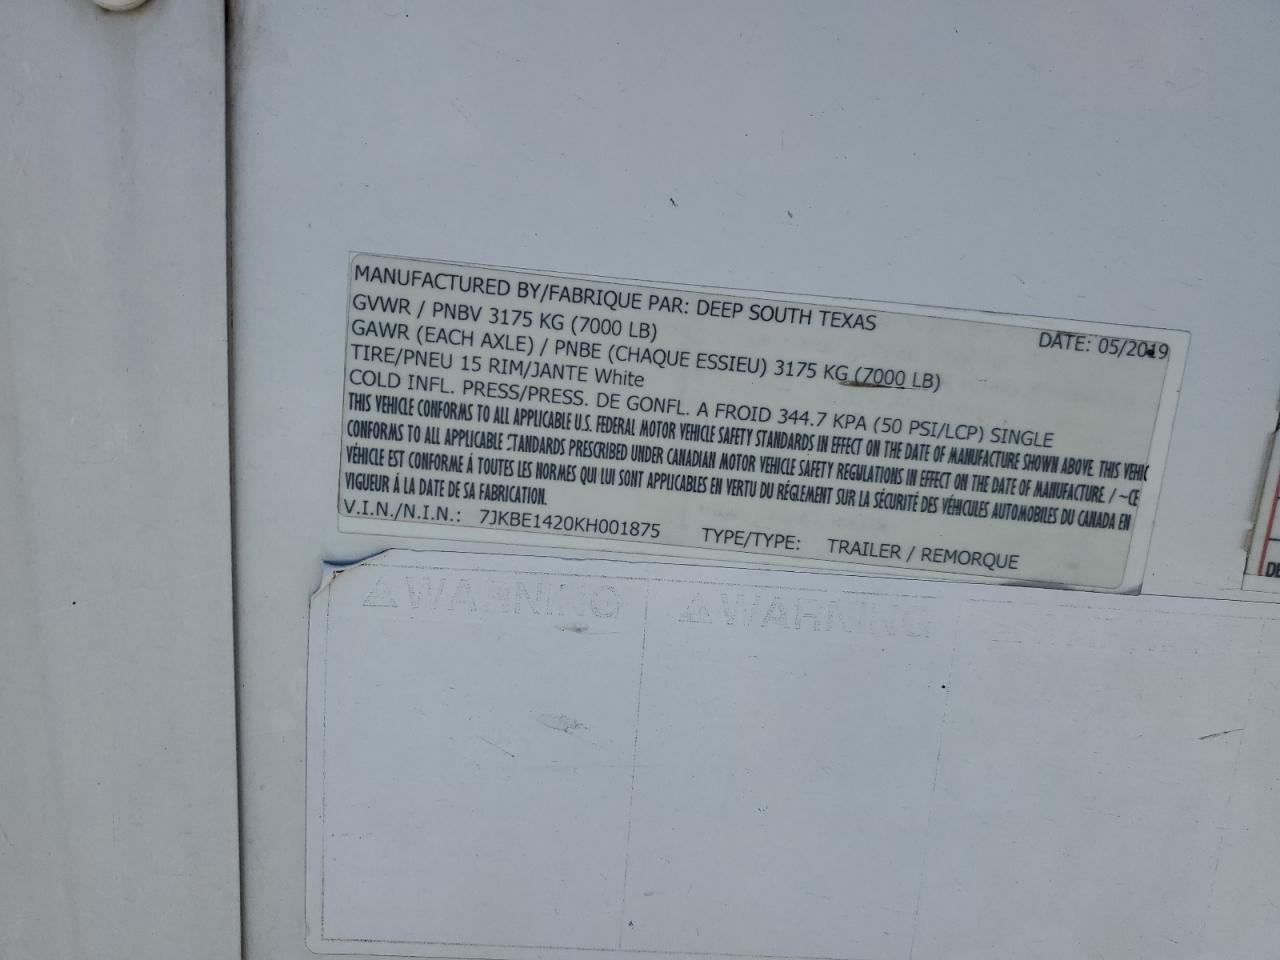 MANUFACTURED BY/FABRIQUE PAR: DEEP SOUTH TEXAS
GVWR / PNBV 3175 KG (7000 LB) DATE: 05/2019
GAWR (EACH AXLE) / PNBE (CHAQUE ESSIEU) 3175 KG (7000 LB)
TIRE/PNEU 15 RIM/JANTE White
COLD INFL. PRESS/PRESS. DE GONFL. A FROID 344.7 KPA (50 PSI/LCP) SINGLE
THIS VEHICLE CONFORMS TO ALL APPLICABLE U.S. FEDERAL MOTOR VEHICLE SAFETY STANDARDS IN EFFECT ON THE DATE OF MANUFACTURE SHOWN ABOVE. THIS VEHIC
CONFORMS TO ALL APPLICABLE STANDARDS PRESCRIBED UNDER CANADIAN MOTOR VEHICLE SAFETY REGULATIONS IN EFFECT ON THE DATE OF MANUFACTURE. / ~CE
VÉHICLE EST CONFORME À TOUTES LES NORMES QUI LUI SONT APPLICABLES EN VERTU DU RÉGLEMENT SUR LA SÉCURITÉ DES VÉHICULES AUTOMOBILES DU CANADA EN
VIGUEUR À LA DATE DE SA FABRICATION.
V.I.N./N.I.N.: 7JKBE1420KH001875 TYPE/TYPE: TRAILER / REMORQUE
WARNING WARNING